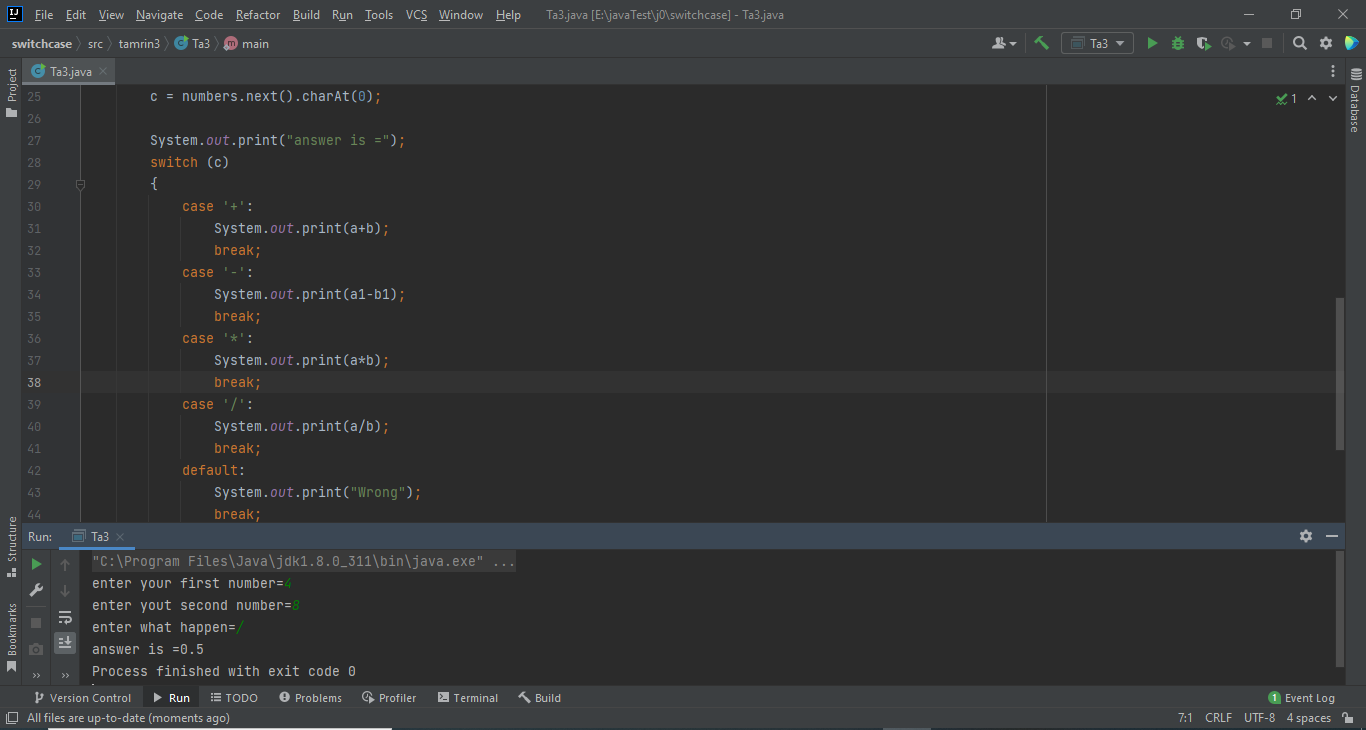 File Edit View Navigate Code Refactor Build Run Tools VCS Window Help Ta3.java [E:\javaTest\j0\switchcase] - Ta3.java
switchcase src tamrin3 Ta3 main Ta3
Project
Ta3.java
Database
25 c = numbers.next().charAt(0);
1
26
27 System.out.print("answer is =");
28 switch (c)
29 {
30 case '+':
31 System.out.print(a+b);
32 break;
33 case '-':
34 System.out.print(a1-b1);
35 break;
36 case '*':
37 System.out.print(a*b);
38 break;
39 case '/':
40 System.out.print(a/b);
41 break;
42 default:
43 System.out.print("Wrong");
44 break;
Structure
Bookmarks
Run: Ta3
"C:\Program Files\Java\jdk1.8.0_311\bin\java.exe" ...
enter your first number=4
enter yout second number=8
enter what happen=/
answer is =0.5
Process finished with exit code 0
Version Control Run TODO Problems Profiler Terminal Build 1 Event Log
All files are up-to-date (moments ago) 7:1 CRLF UTF-8 4 spaces